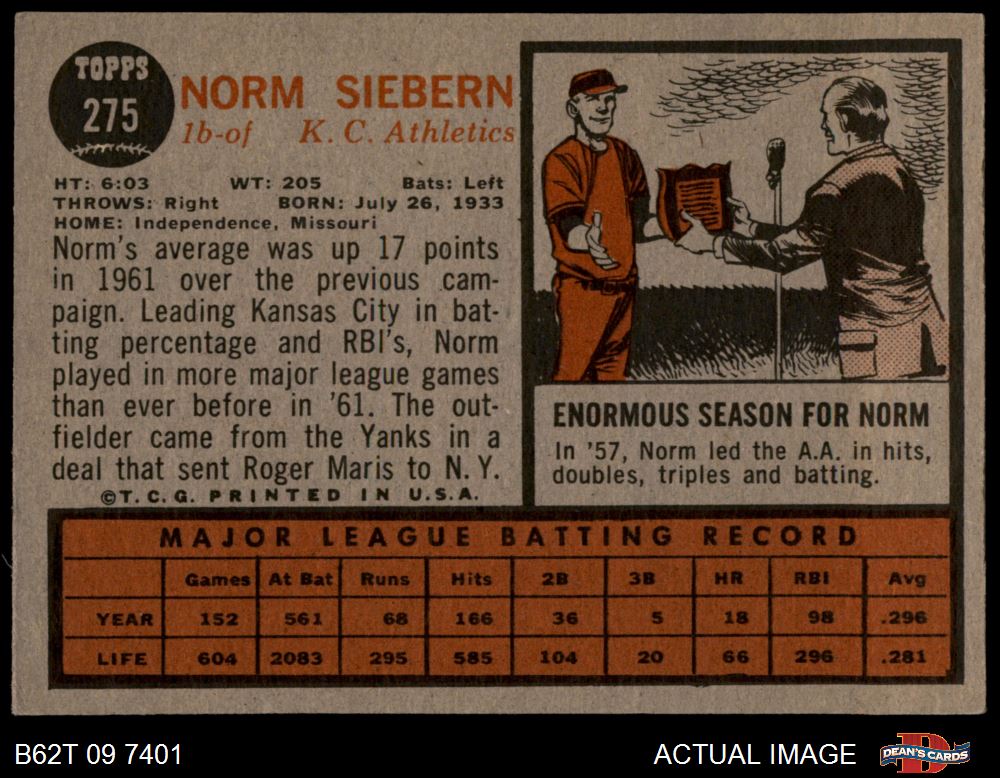 TOPPS
275
NORM SIEBERN
1b-of K. C. Athletics
HT: 6:03 WT: 205 Bats: Left
THROWS: Right BORN: July 26, 1933
HOME: Independence, Missouri
Norm's average was up 17 points
in 1961 over the previous cam-
paign. Leading Kansas City in bat-
ting percentage and RBI's, Norm
played in more major league games
than ever before in '61. The out-
fielder came from the Yanks in a
deal that sent Roger Maris to N. Y.
©T. C. G. PRINTED IN U.S.A.
ENORMOUS SEASON FOR NORM
In '57, Norm led the A.A. in hits,
doubles, triples and batting.
MAJOR LEAGUE BATTING RECORD
Games At Bat Runs Hits 2B 3B HR RBI Avg
YEAR 152 561 68 166 36 5 18 98 .296
LIFE 604 2083 295 585 104 20 66 296 .281
B62T 09 7401
ACTUAL IMAGE
D
DEAN'S CARDS